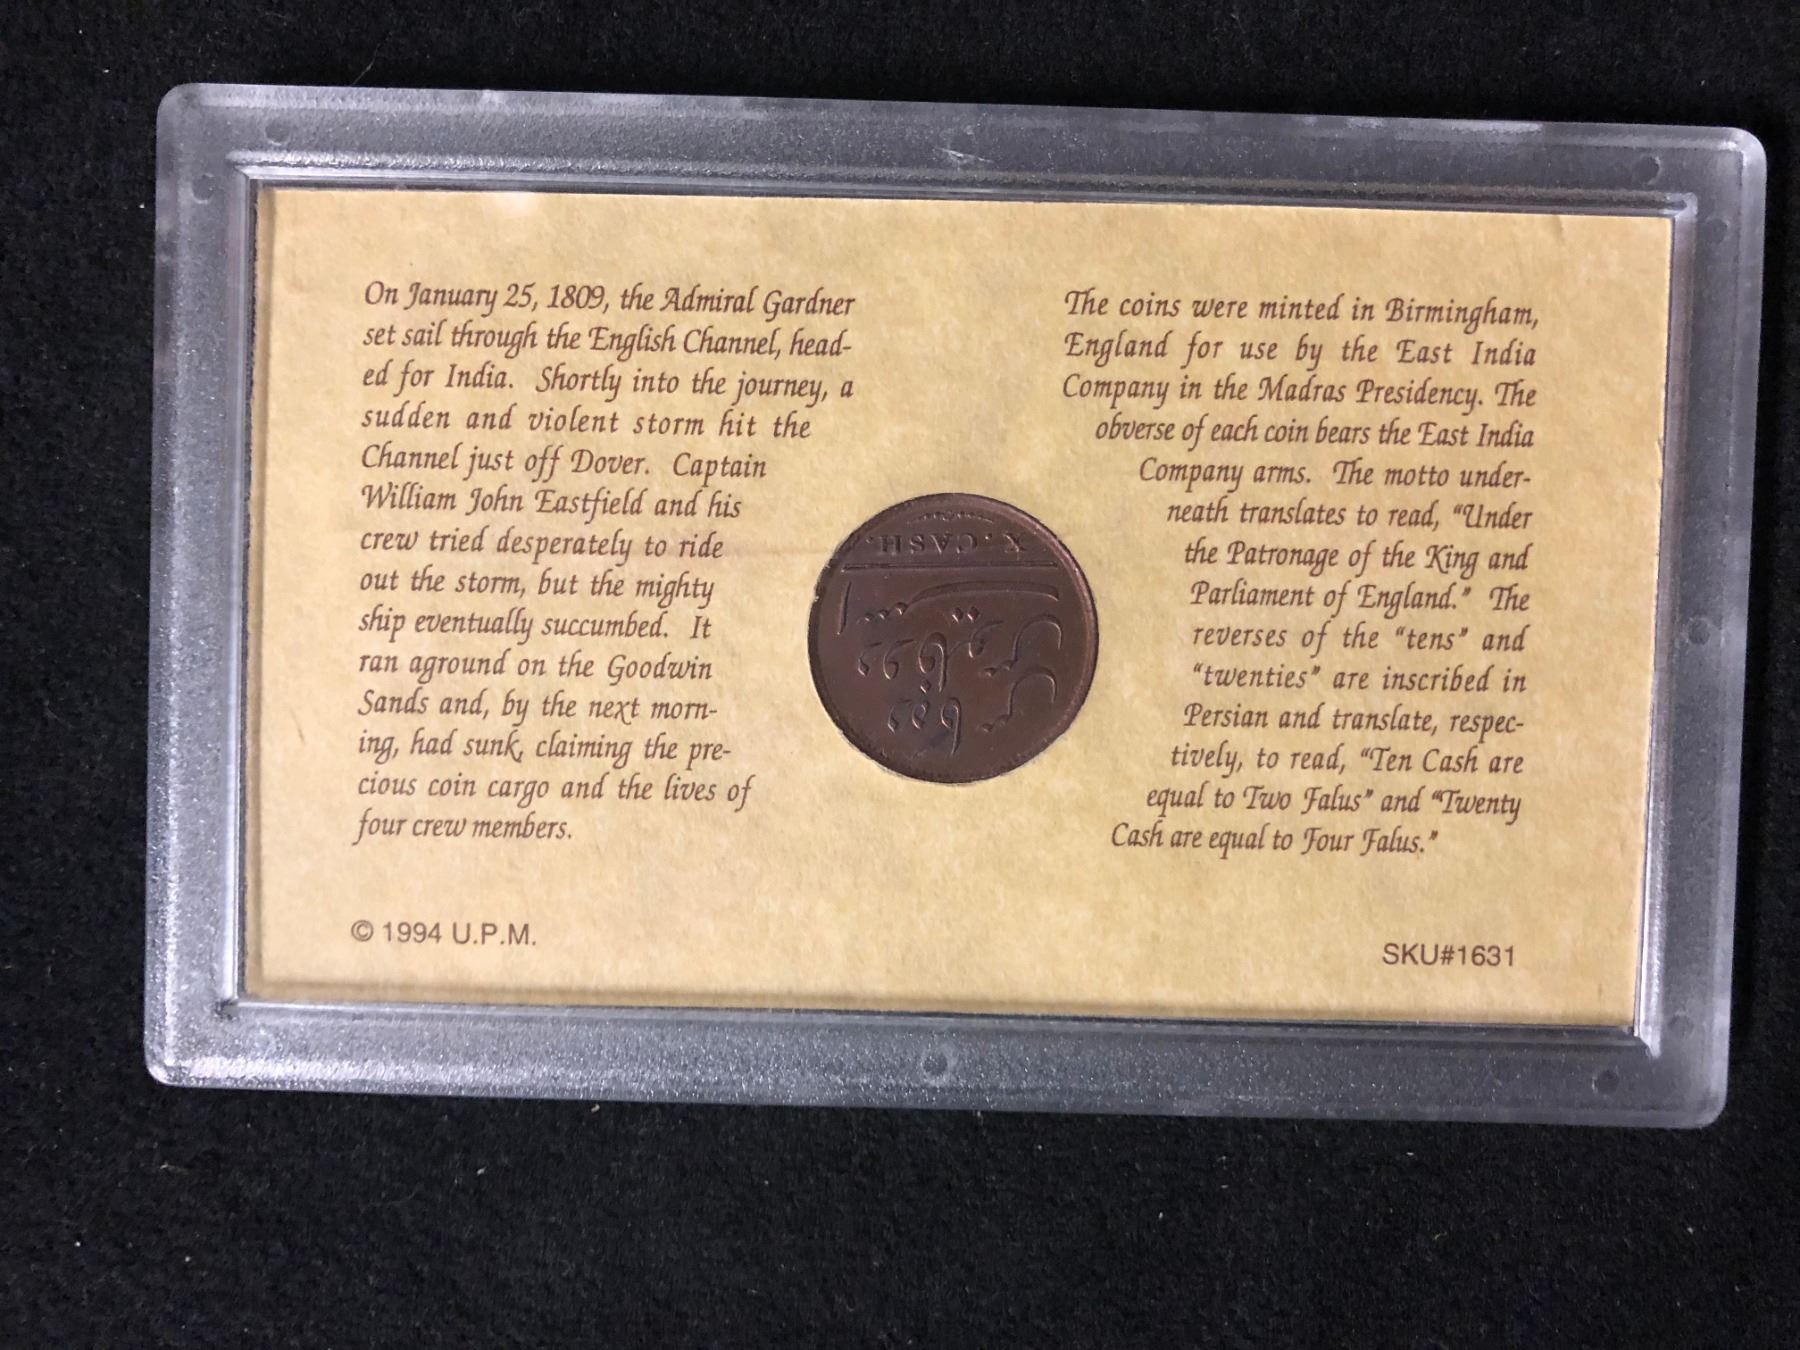 On January 25, 1809, the Admiral Gardner
set sail through the English Channel, head-
ed for India. Shortly into the journey, a
sudden and violent storm hit the
Channel just off Dover. Captain
William John Eastfield and his
crew tried desperately to ride
out the storm, but the mighty
ship eventually succumbed. It
ran aground on the Goodwin
Sands and, by the next morn-
ing, had sunk, claiming the pre-
cious coin cargo and the lives of
four crew members.
© 1994 U.P.M.
X. CASH.
The coins were minted in Birmingham,
England for use by the East India
Company in the Madras Presidency. The
obverse of each coin bears the East India
Company arms. The motto under-
neath translates to read, “Under
the Patronage of the King and
Parliament of England.” The
reverses of the “tens” and
“twenties” are inscribed in
Persian and translate, respec-
tively, to read, “Ten Cash are
equal to Two Falus” and “Twenty
Cash are equal to Four Falus.”
SKU#1631